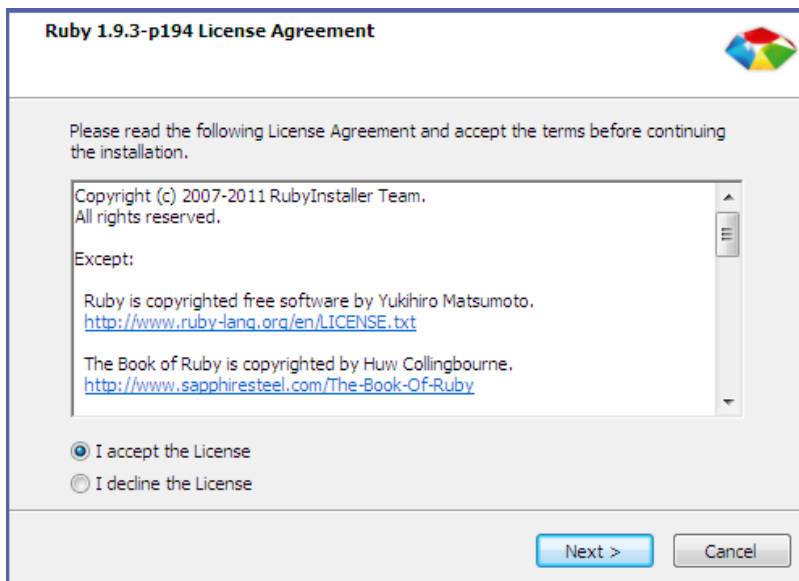 Ruby 1.9.3-p194 License Agreement
Please read the following License Agreement and accept the terms before continuing
the installation.
Copyright (c) 2007-2011 RubyInstaller Team.
All rights reserved.
Except:
Ruby is copyrighted free software by Yukihiro Matsumoto.
http://www.ruby-lang.org/en/LICENSE.txt
The Book of Ruby is copyrighted by Huw Collingbourne.
http://www.sapphiresteel.com/The-Book-Of-Ruby
I accept the License
I decline the License
Next >
Cancel